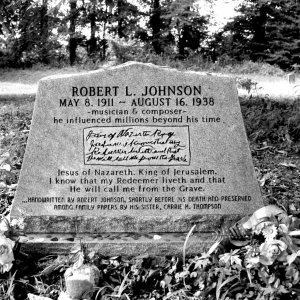 ROBERT L. JOHNSON
MAY 8, 1911 ~ AUGUST 16, 1938
-musician & composer-
he influenced millions beyond his time
Jesus of Nazareth, King of Jerusalem,
I know that my Redeemer liveth and that
He will call me from the Grave.
...HANDWRITTEN BY ROBERT JOHNSON, SHORTLY BEFORE HIS DEATH AND PRESERVED
AMONG FAMILY PAPERS BY HIS SISTER, CARRIE H. THOMPSON